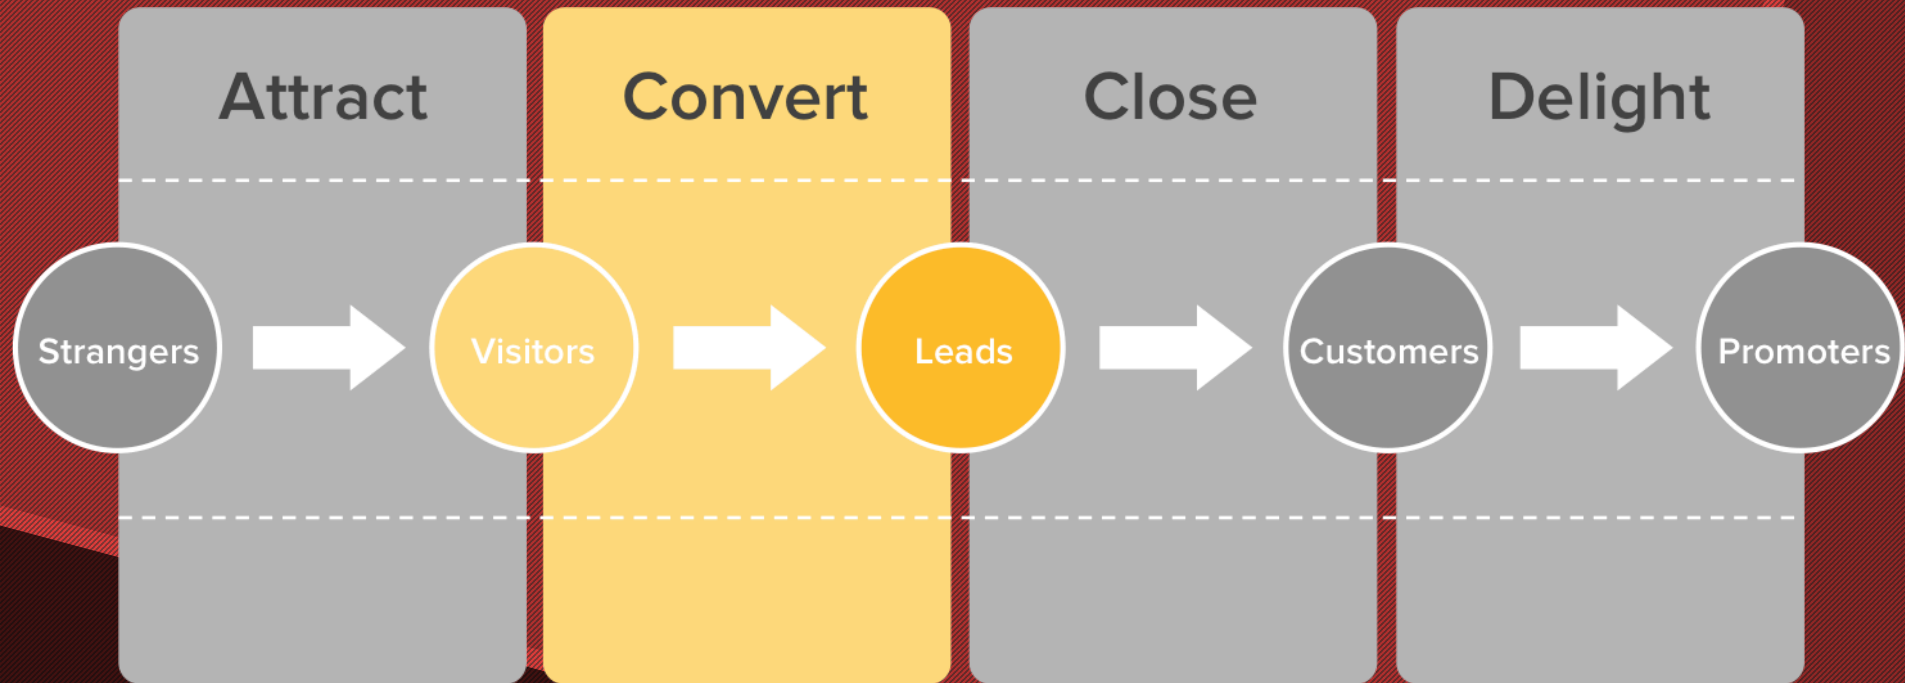 Attract
Convert
Close
Delight
Strangers
Visitors
Leads
Customers
Promoters